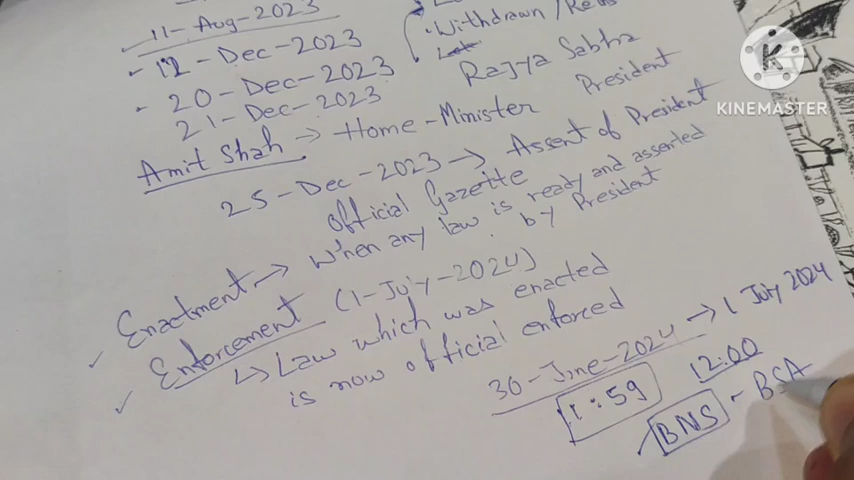 11-Aug-2023
Withdrawn
12-Dec-2023
20-Dec-2023
Rajya Sabha
21-Dec-2023
President
Amit Shah → Home-Minister
25-Dec-2023 → Assent of President
official Gazette
Enactment → When any law is ready and asserted
by President
Enforcement (1-July-2024)
↳ Law which was enacted
is now official enforced
30-June-2024 → 1 July 2024
1:59 12:00
BNS - BSA
KINEMASTER